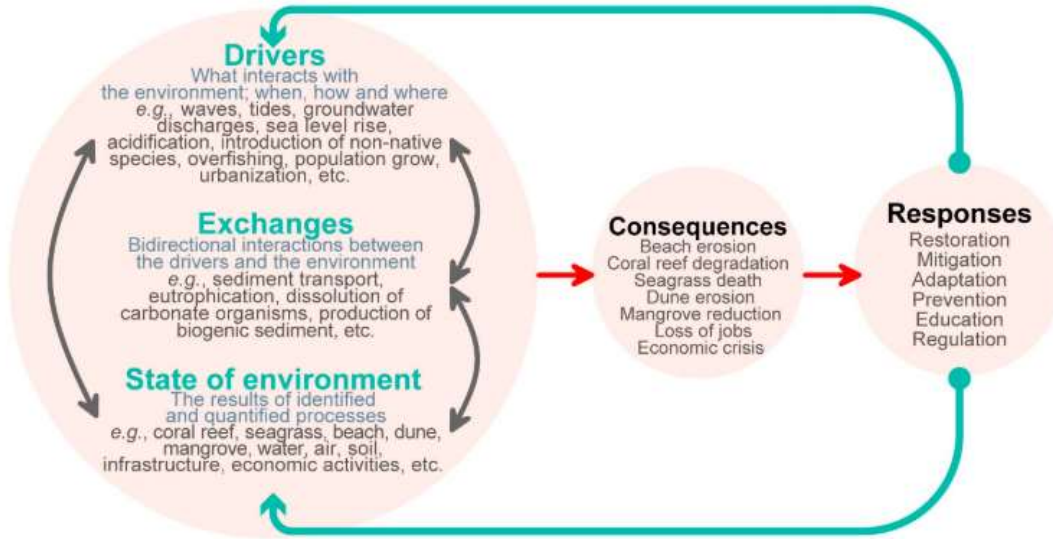 Drivers
What interacts with
the environment; when, how and where
e.g., waves, tides, groundwater
discharges, sea level rise,
acidification, introduction of non-native
species, overfishing, population grow,
urbanization, etc.
Exchanges
Bidirectional interactions between
the drivers and the environment
e.g., sediment transport,
eutrophication, dissolution of
carbonate organisms, production of
biogenic sediment, etc.
State of environment
The results of identified
and quantified processes
e.g., coral reef, seagrass, beach, dune,
mangrove, water, air, soil,
infrastructure, economic activities, etc.
Consequences
Beach erosion
Coral reef degradation
Seagrass death
Dune erosion
Mangrove reduction
Loss of jobs
Economic crisis
Responses
Restoration
Mitigation
Adaptation
Prevention
Education
Regulation